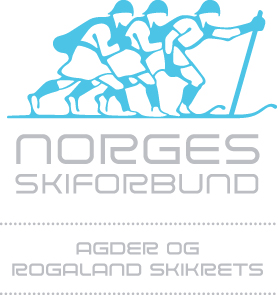 NORGES
SKIFORBUND
AGDER OG
ROGALAND SKIKRETS